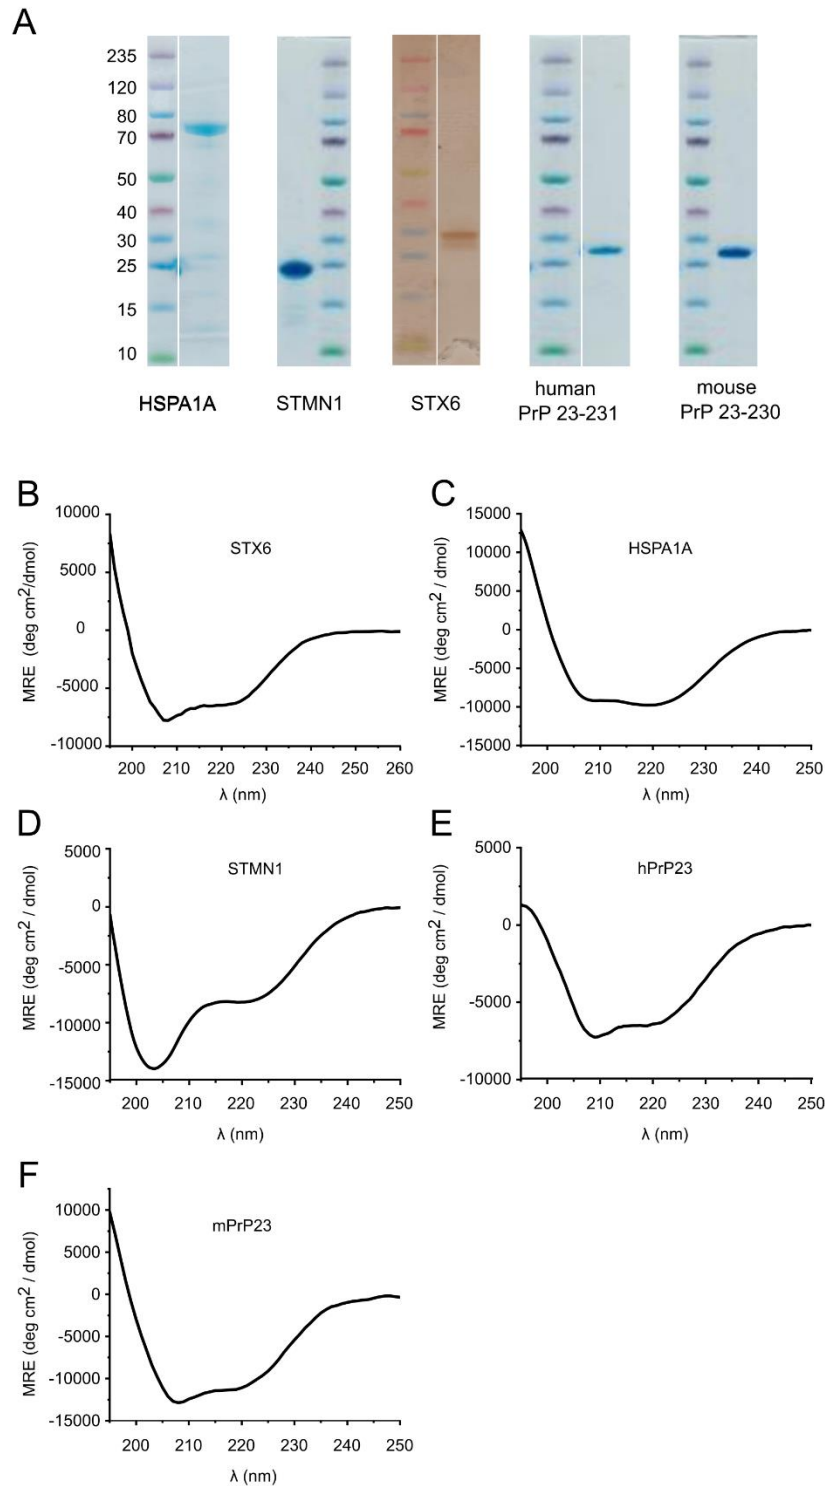 A
235
120
80
70
50
40
30
25
15
10
HSPA1A
STMN1
STX6
human
PrP 23-231
mouse
PrP 23-230
B
10000
5000
0
-5000
-10000
MRE (deg cm2/dmol)
STX6
200 210 220 230 240 250 260
λ (nm)
C
15000
10000
5000
0
-5000
-10000
-15000
MRE (deg cm2 / dmol)
HSPA1A
200 210 220 230 240 250
λ (nm)
D
5000
0
-5000
-10000
-15000
MRE (deg cm2 / dmol)
STMN1
200 210 220 230 240 250
λ (nm)
E
5000
0
-5000
-10000
MRE (deg cm2 / dmol)
hPrP23
200 210 220 230 240 250
λ (nm)
F
10000
5000
0
-5000
-10000
-15000
MRE (deg cm2 / dmol)
mPrP23
200 210 220 230 240 250
λ (nm)